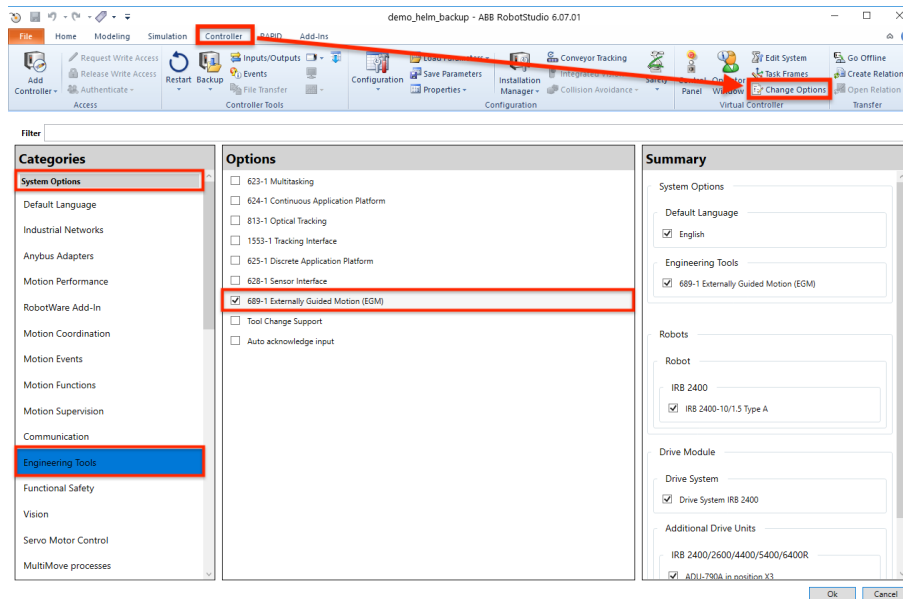 demo_helm_backup - ABB RobotStudio 6.07.01
File Home Modeling Simulation Controller RAPID Add-Ins
Add Controller
Request Write Access
Release Write Access
Authenticate
Access
Restart
Backup
Inputs/Outputs
Events
File Transfer
Controller Tools
Configuration
Load Parameters
Save Parameters
Properties
Installation Manager
Conveyor Tracking
Integrated
Collision Avoidance
Safety
Configuration
Control Panel
Operator Window
Edit System
Task Frames
Change Options
Virtual Controller
Go Offline
Create Relation
Open Relation
Transfer
Filter
Categories
System Options
Default Language
Industrial Networks
Anybus Adapters
Motion Performance
RobotWare Add-In
Motion Coordination
Motion Events
Motion Functions
Motion Supervision
Communication
Engineering Tools
Functional Safety
Vision
Servo Motor Control
MultiMove processes
Options
623-1 Multitasking
624-1 Continuous Application Platform
813-1 Optical Tracking
1553-1 Tracking Interface
625-1 Discrete Application Platform
628-1 Sensor Interface
689-1 Externally Guided Motion (EGM)
Tool Change Support
Auto acknowledge input
Summary
System Options
Default Language
English
Engineering Tools
689-1 Externally Guided Motion (EGM)
Robots
Robot
IRB 2400
IRB 2400-10/1.5 Type A
Drive Module
Drive System
Drive System IRB 2400
Additional Drive Units
IRB 2400/2600/4400/5400/6400R
ADU-790A in position X3
Ok Cancel